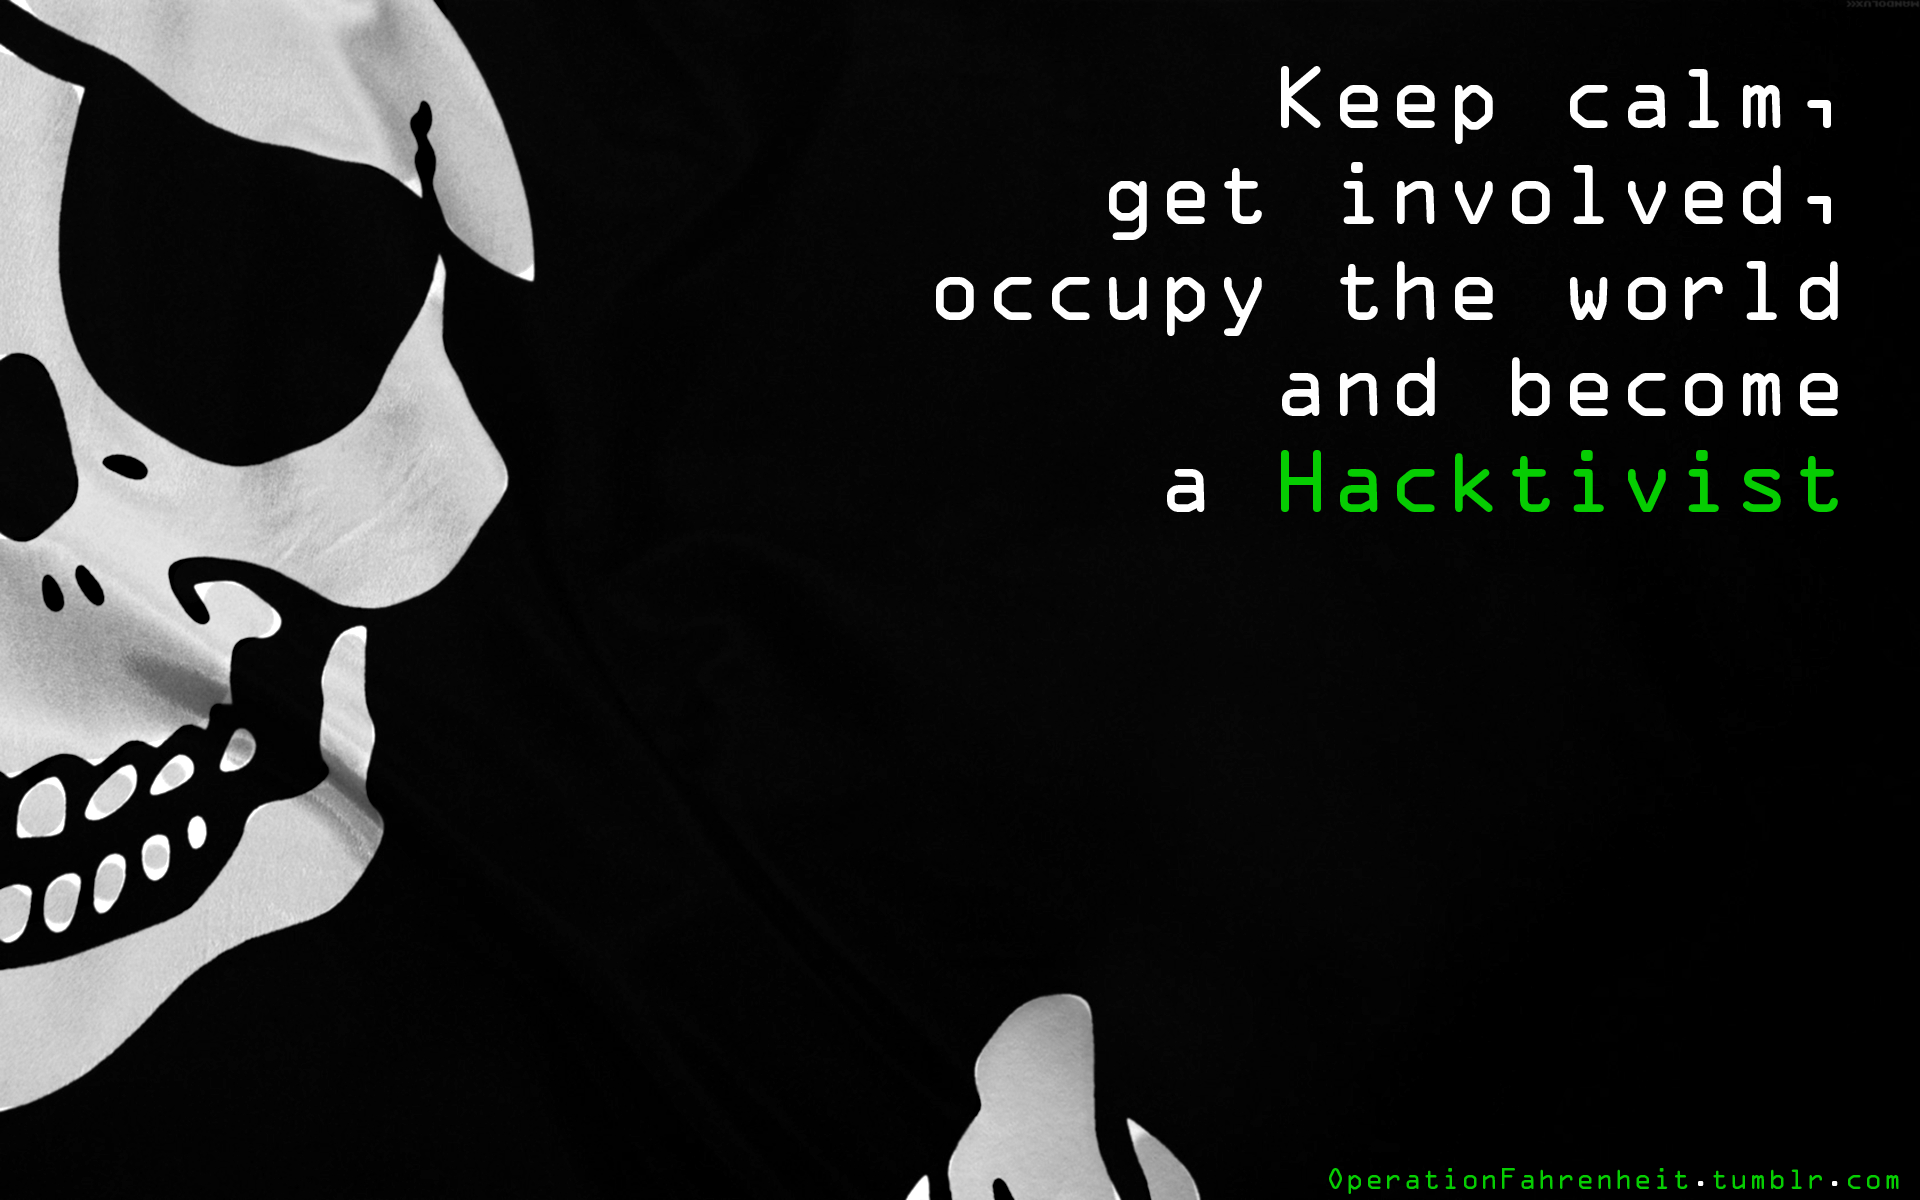 Keep calm,
get involved,
occupy the world
and become
a Hacktivist
OperationFahrenheit.tumblr.com